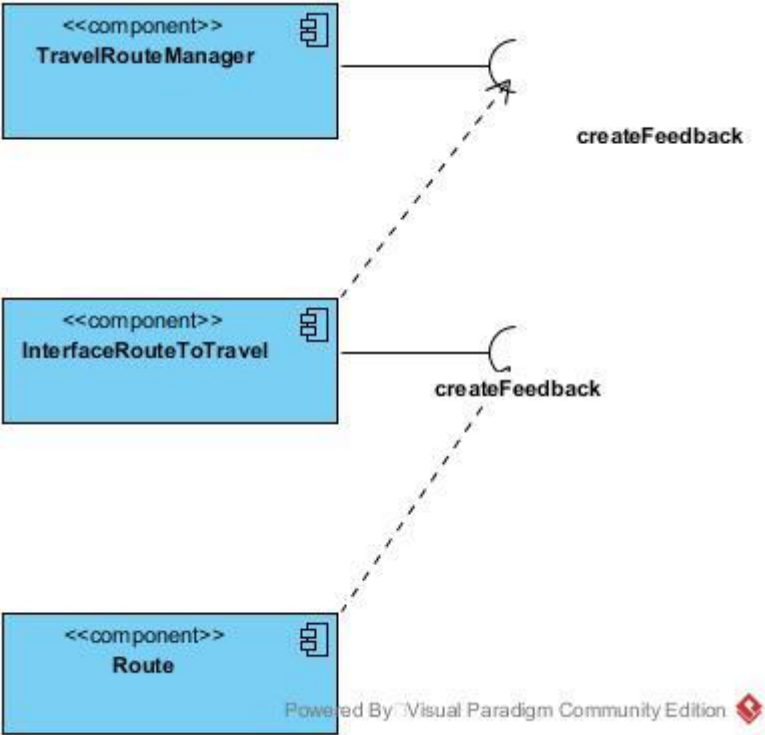 <<component>>
TravelRouteManager
createFeedback
<<component>>
InterfaceRouteToTravel
createFeedback
<<component>>
Route
Powered By Visual Paradigm Community Edition